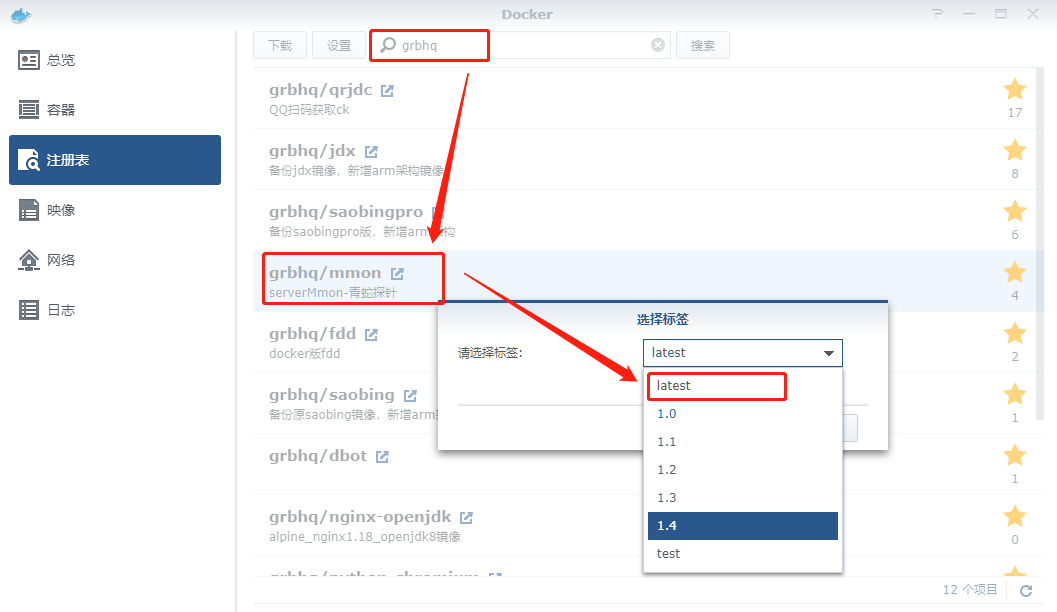 Docker
总览
容器
注册表
映像
网络
日志
下载
设置
grbhq
搜索
grbhq/qrjdc
QQ扫码获取ck
17
grbhq/jdx
备份jdx镜像，新增arm架构镜像
8
grbhq/saobingpro
备份saobingpro版，新增arm架构
6
grbhq/mmon
serverMmon-青蛇探针
4
grbhq/fdd
docker版fdd
2
grbhq/saobing
备份原saobing镜像，新增arm
1
grbhq/dbot
1
grbhq/nginx-openjdk
alpine_nginx1.18_openjdk8镜像
0
grbhq/python-chromium
选择标签
请选择标签:
latest
latest
1.0
1.1
1.2
1.3
1.4
test
12 个项目